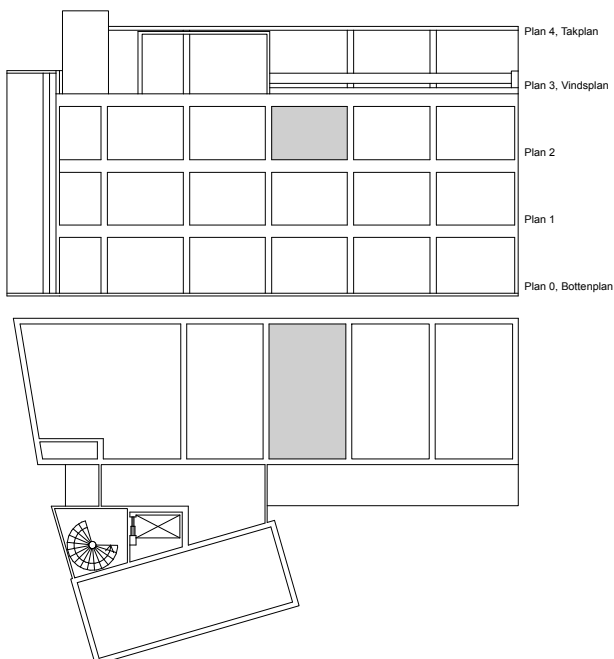 Plan 4, Takplan
Plan 3, Vindsplan
Plan 2
Plan 1
Plan 0, Bottenplan